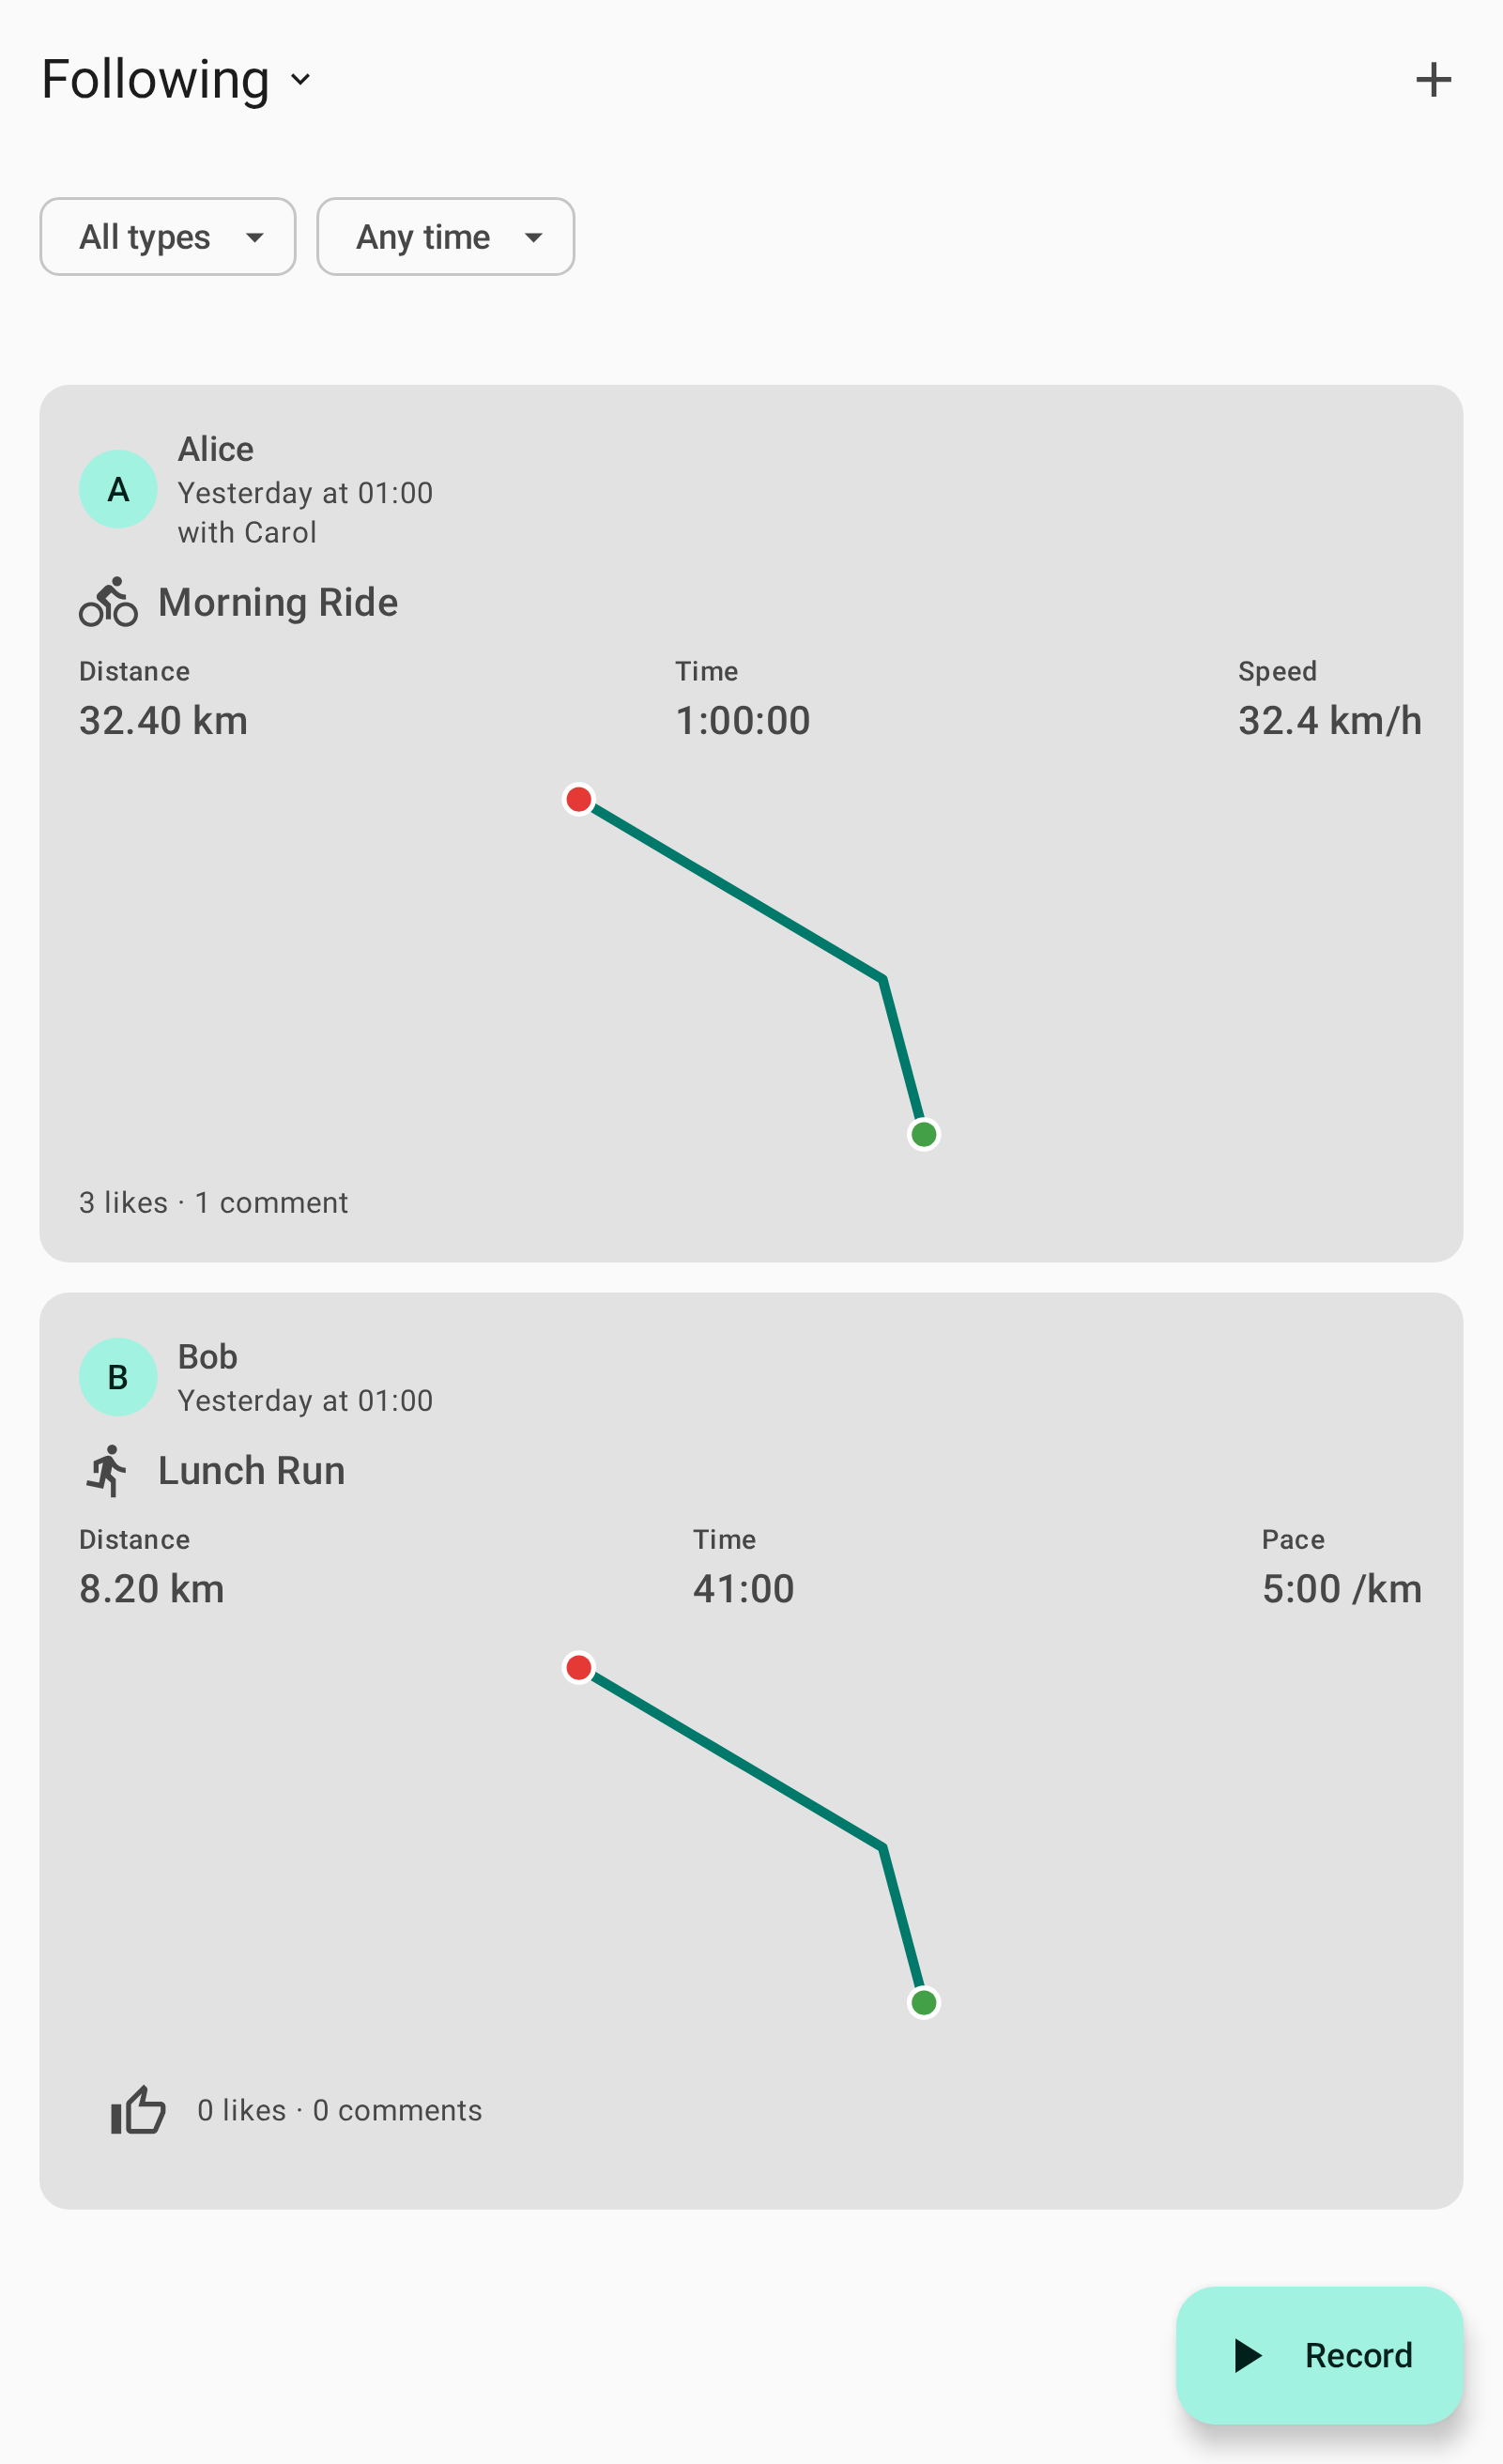 Following
All types
Any time
A
Alice
Yesterday at 01:00
with Carol
Morning Ride
Distance
Time
Speed
32.40 km
1:00:00
32.4 km/h
3 likes · 1 comment
B
Bob
Yesterday at 01:00
Lunch Run
Distance
Time
Pace
8.20 km
41:00
5:00 /km
0 likes · 0 comments
Record